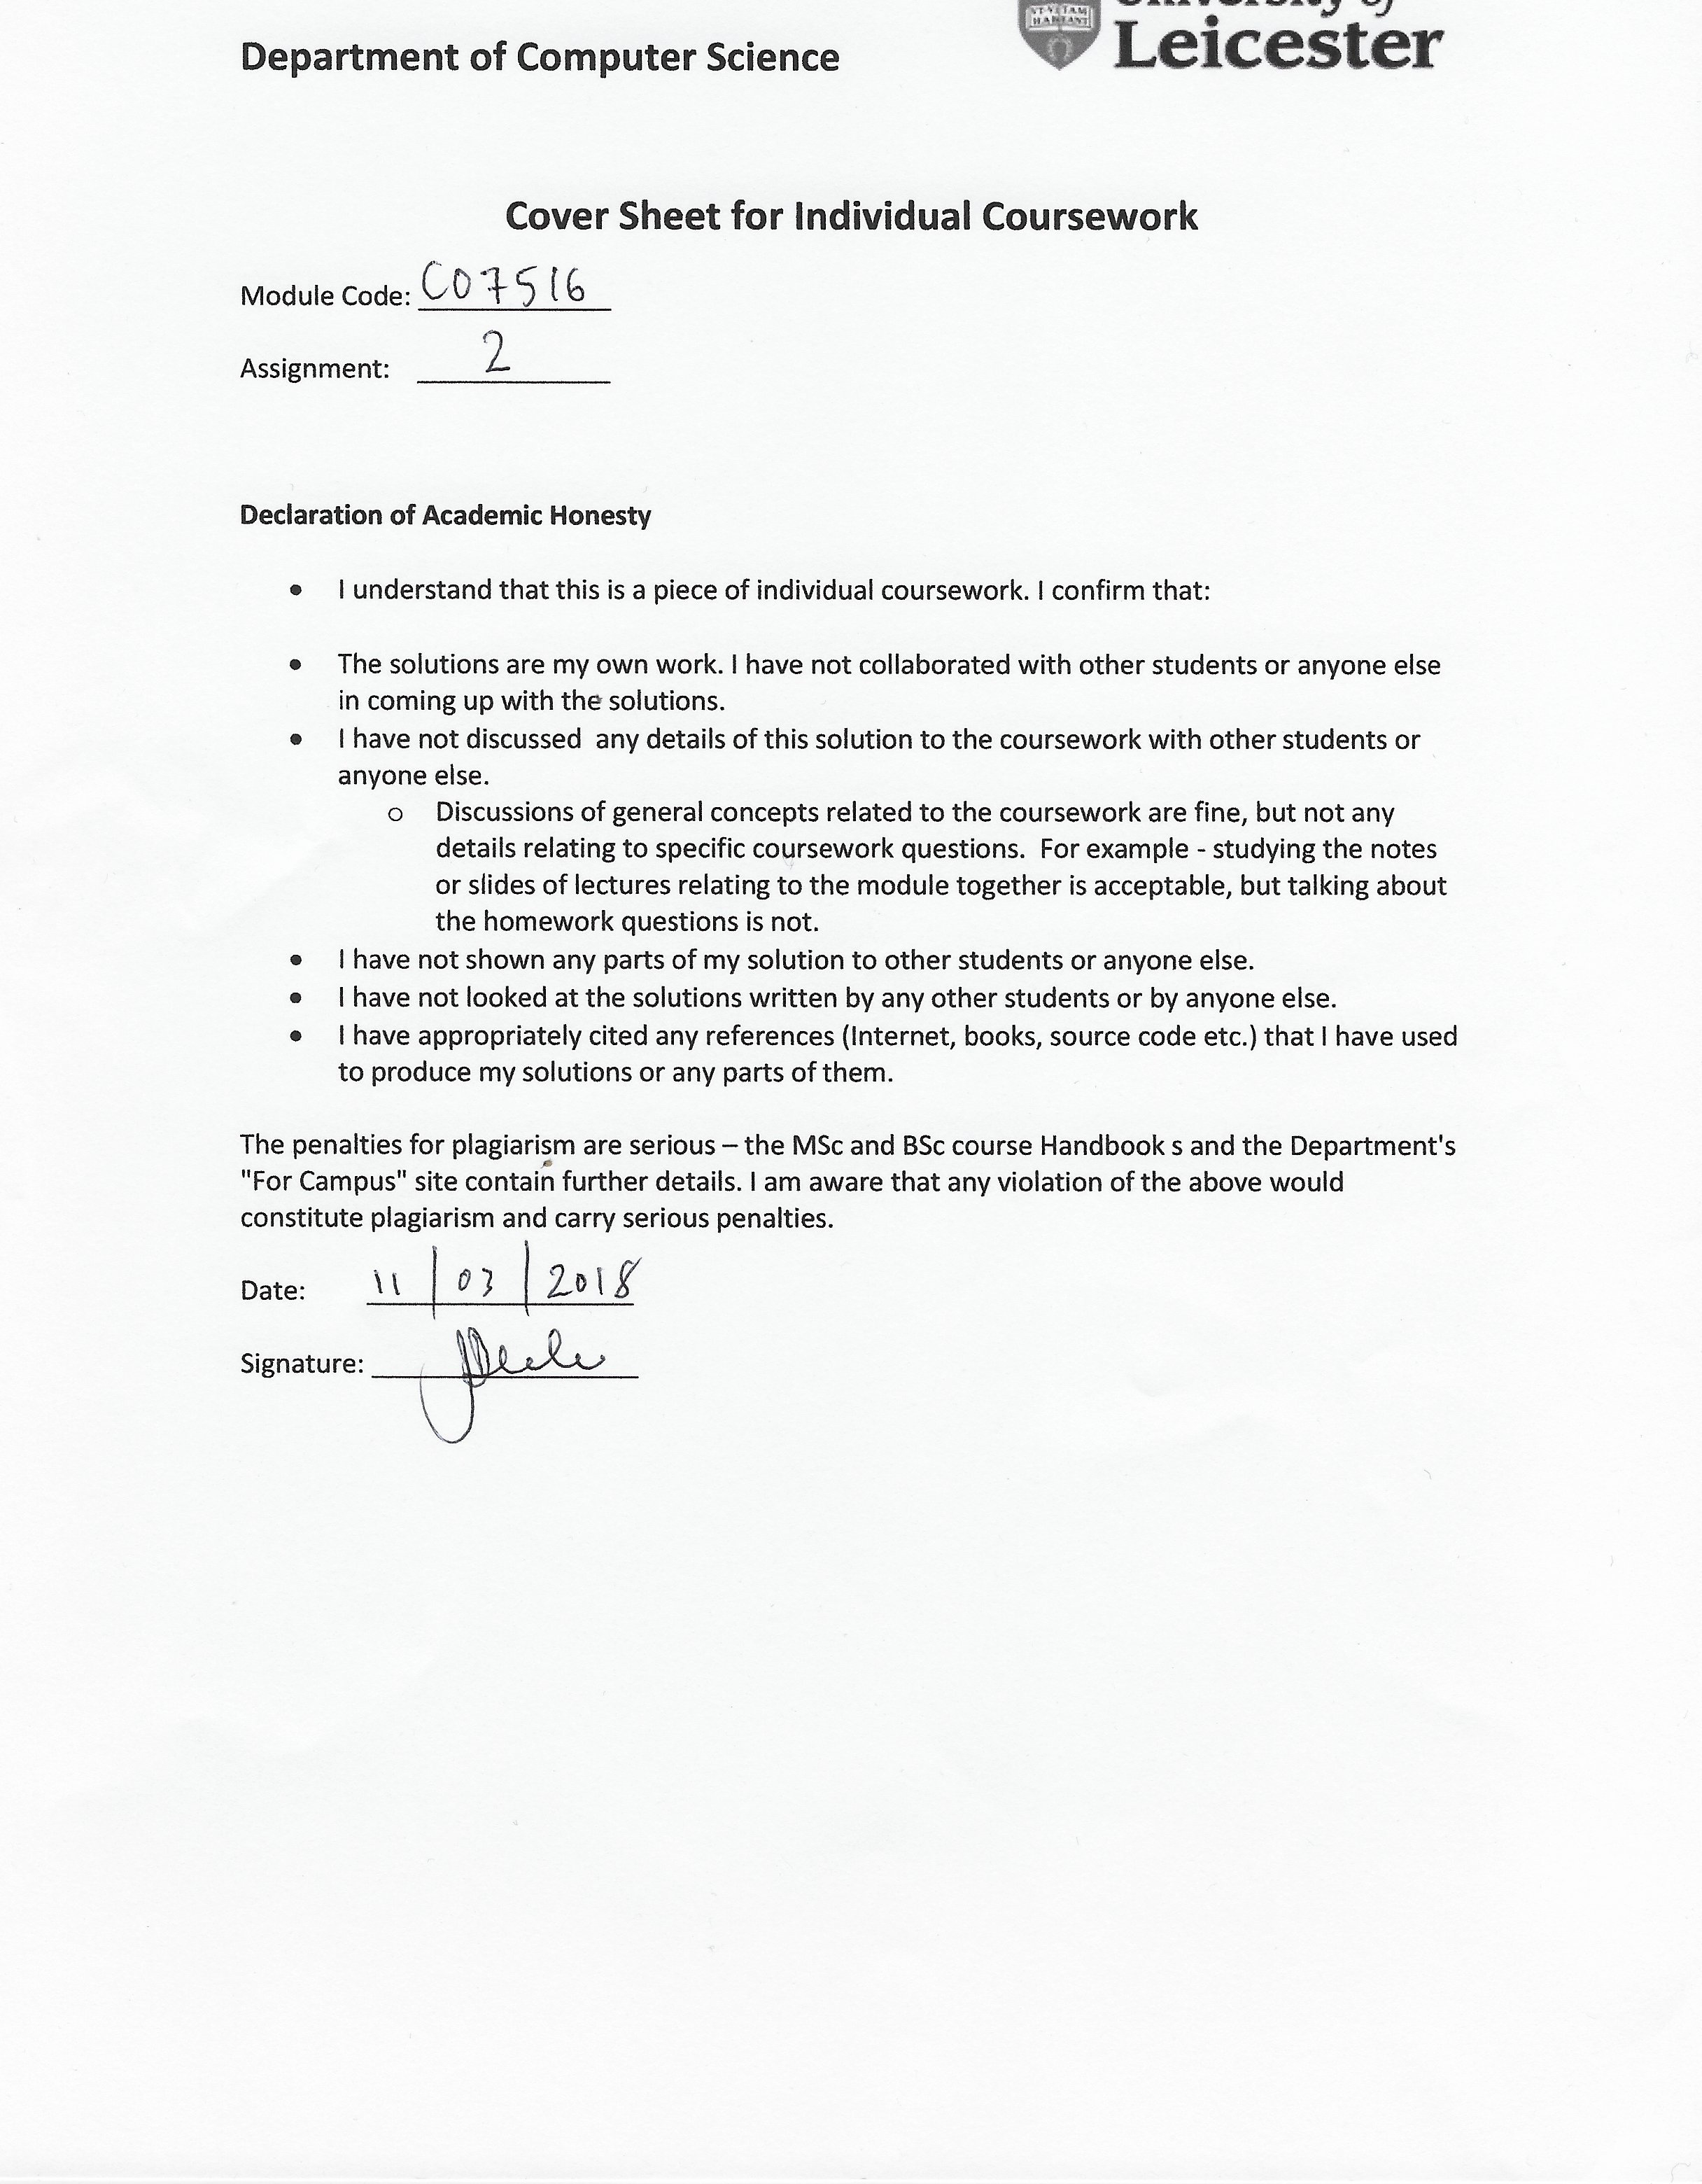 University of
Leicester
Department of Computer Science
Cover Sheet for Individual Coursework
Module Code: CO7516
Assignment: 2
Declaration of Academic Honesty
• I understand that this is a piece of individual coursework. I confirm that:
• The solutions are my own work. I have not collaborated with other students or anyone else
in coming up with the solutions.
• I have not discussed  any details of this solution to the coursework with other students or
anyone else.
o Discussions of general concepts related to the coursework are fine, but not any
details relating to specific coursework questions.  For example - studying the notes
or slides of lectures relating to the module together is acceptable, but talking about
the homework questions is not.
• I have not shown any parts of my solution to other students or anyone else.
• I have not looked at the solutions written by any other students or by anyone else.
• I have appropriately cited any references (Internet, books, source code etc.) that I have used
to produce my solutions or any parts of them.
The penalties for plagiarism are serious – the MSc and BSc course Handbook s and the Department's
"For Campus" site contain further details. I am aware that any violation of the above would
constitute plagiarism and carry serious penalties.
Date: 11 | 03 | 2018
Signature: